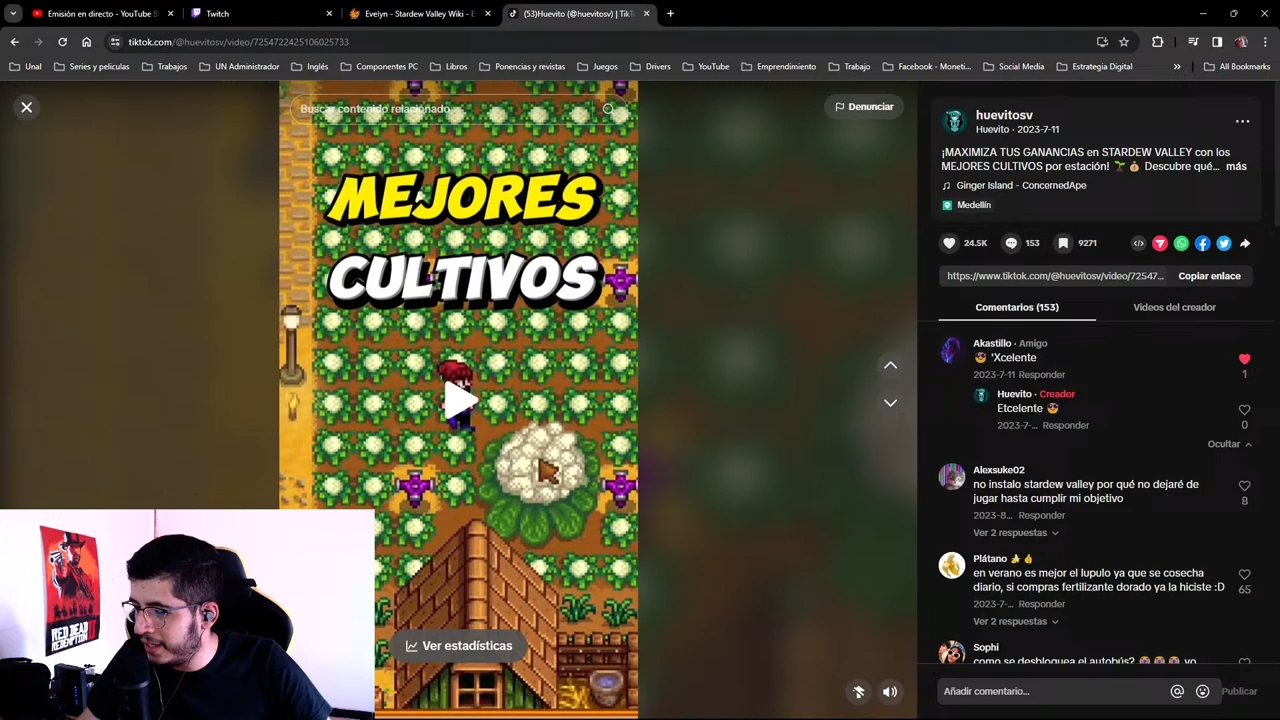 Emisión en directo - YouTube S
Twitch
Evelyn - Stardew Valley Wiki - E
(53)Huevito (@huevitosv) | TikT
tiktok.com/@huevitosv/video/7254722425106025733
Unal
Series y peliculas
Trabajos
UN Administrador
Inglés
Componentes PC
Libros
Ponencias y revistas
Juegos
Drivers
YouTube
Emprendimiento
Trabajo
Facebook - Moneti...
Social Media
Estrategia Digital
»
All Bookmarks
Buscar contenido relacionado
Denunciar
MEJORES
CULTIVOS
Ver estadísticas
RED DEAD
REDEMPTION II
huevitosv
Huevito · 2023-7-11
¡MAXIMIZA TUS GANANCIAS en STARDEW VALLEY con los
MEJORES CULTIVOS por estación! 🌱 💰 Descubre qué... más
Ginger Island - ConcernedApe
Medellín
24.5K
153
9271
https://www.tiktok.com/@huevitosv/video/72547...
Copiar enlace
Comentarios (153)
Videos del creador
Akastillo · Amigo
😎 'Xcelente
2023-7-11 Responder
1
Huevito · Creador
Etcelente 😎
2023-7-... Responder
0
Ocultar
Alexsuke02
no instalo stardew valley por qué no dejaré de
jugar hasta cumplir mi objetivo
2023-8... Responder
8
Ver 2 respuestas
Plátano 🍌 👍
en verano es mejor el lupulo ya que se cosecha
diario, si compras fertilizante dorado ya la hiciste :D
2023-7-... Responder
65
Ver 2 respuestas
Sophi
como se desbloquea el autobús? 😭 😭 😭 yo
Añadir comentario...
Publicar